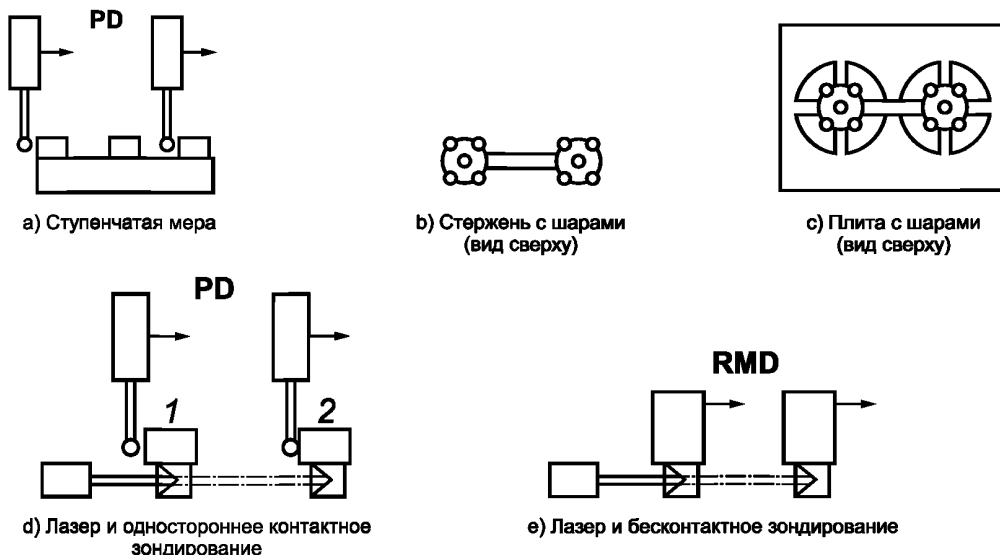 PD
a) Ступенчатая мера
b) Стержень с шарами
(вид сверху)
c) Плита с шарами
(вид сверху)
PD
1
2
d) Лазер и одностороннее контактное
зондирование
RMD
e) Лазер и бесконтактное зондирование